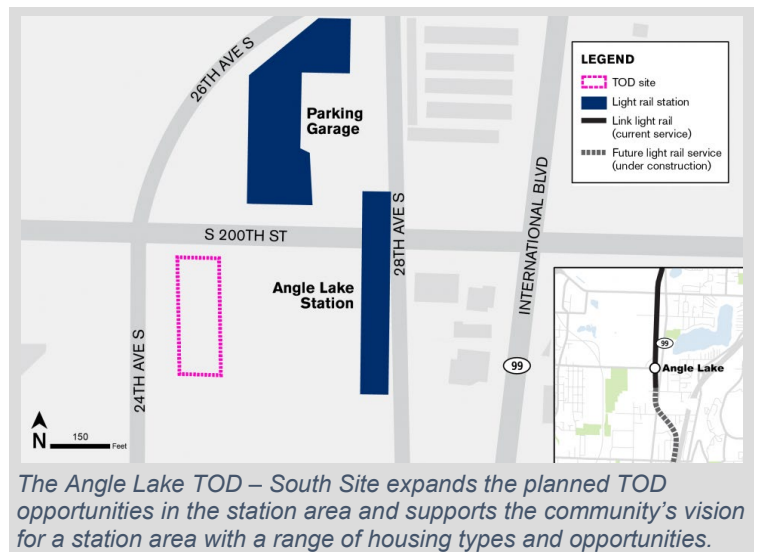 26TH AVE S
Parking
Garage
S 200TH ST
28TH AVE S
INTERNATIONAL BLVD
Angle Lake
Station
24TH AVE S
99
N
150
Feet
LEGEND
TOD site
Light rail station
Link light rail
(current service)
Future light rail service
(under construction)
99
Angle Lake
The Angle Lake TOD – South Site expands the planned TOD
opportunities in the station area and supports the community's vision
for a station area with a range of housing types and opportunities.